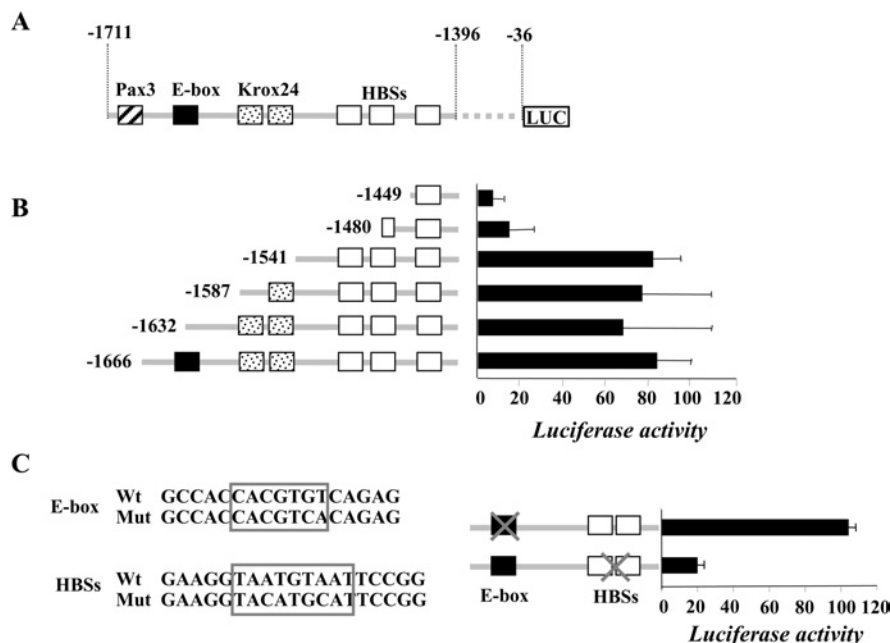 A
-1711
-1396
-36
Pax3
E-box
Krox24
HBSs
LUC
B
-1449
-1480
-1541
-1587
-1632
-1666
0 20 40 60 80 100 120
Luciferase activity
C
E-box
Wt GCCACCACGTGTCAGAG
Mut GCCACCACGTCACAGAG
HBSs
Wt GAAGGTAATGTAATTCCGG
Mut GAAGGTACATGCATTCCGG
E-box
HBSs
0 20 40 60 80 100 120
Luciferase activity